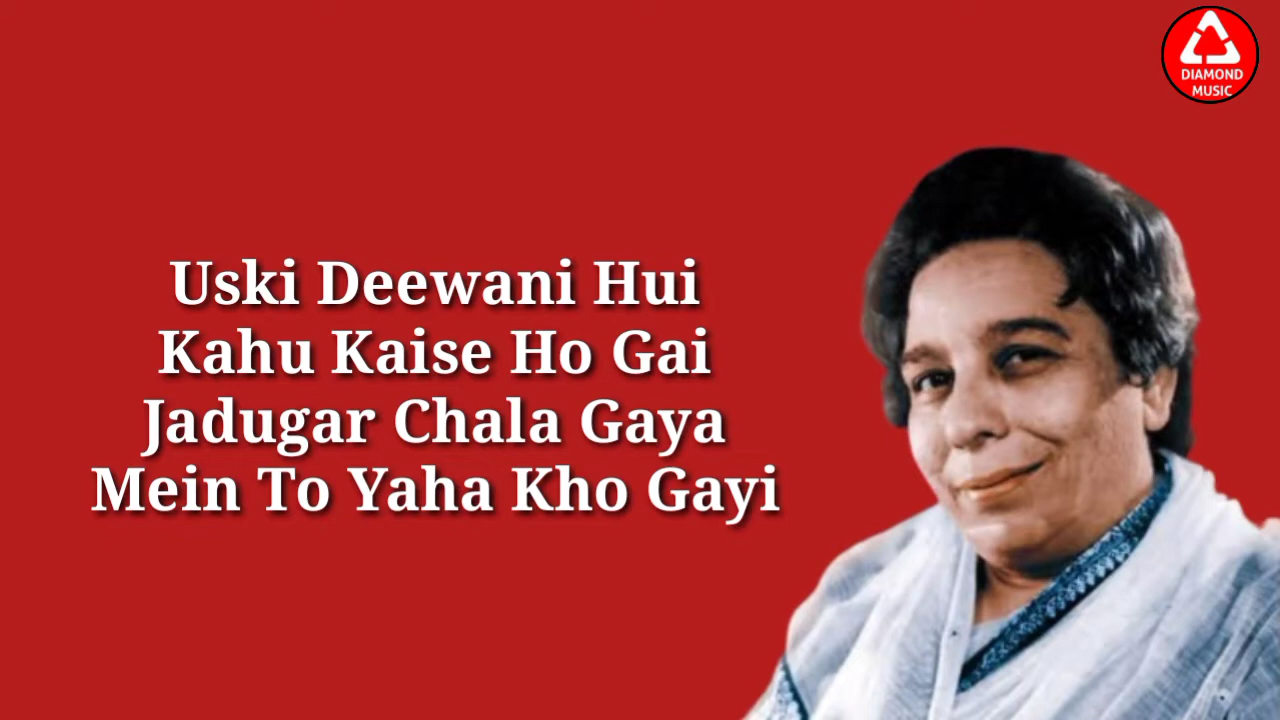 DIAMOND
MUSIC
Uski Deewani Hui
Kahu Kaise Ho Gai
Jadugar Chala Gaya
Mein To Yaha Kho Gayi